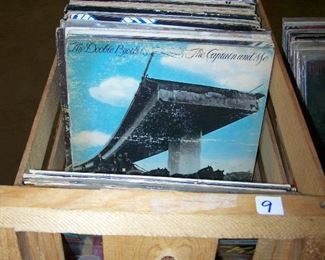 The Doobie Brothers
The Captain and Me
9